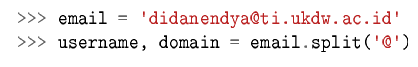 >>> email = 'didanendya@ti.ukdw.ac.id'
>>> username, domain = email.split('@')